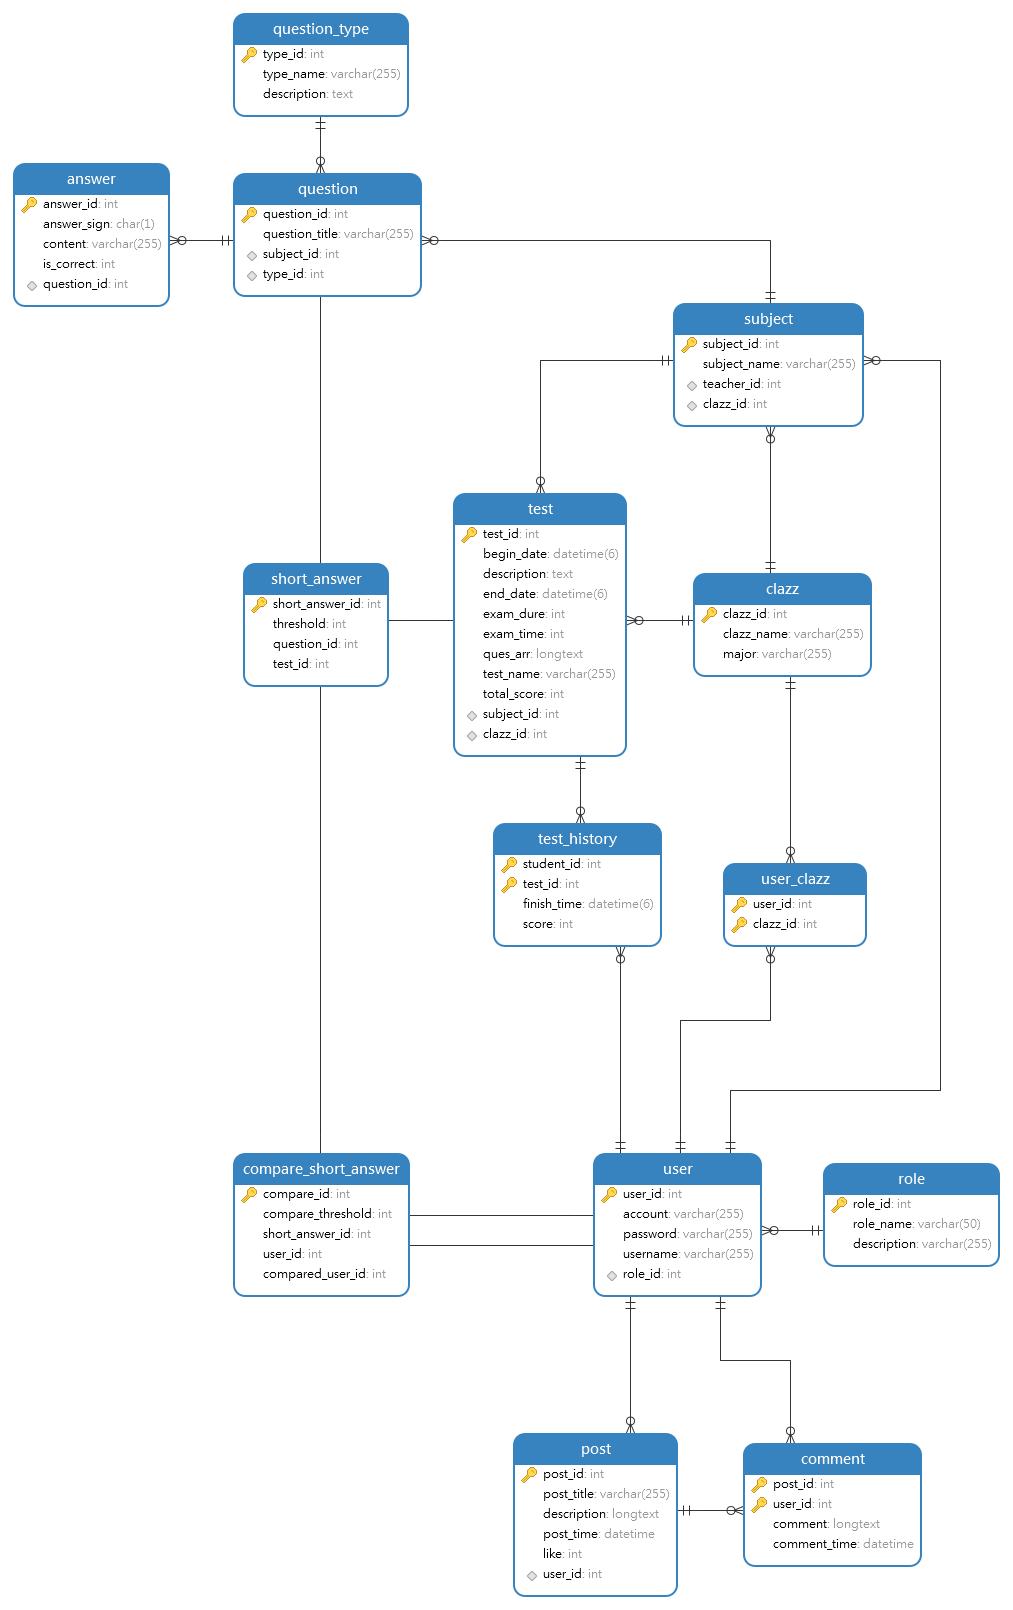 question_type
type_id: int
type_name: varchar(255)
description: text
answer
answer_id: int
answer_sign: char(1)
content: varchar(255)
is_correct: int
question_id: int
question
question_id: int
question_title: varchar(255)
subject_id: int
type_id: int
subject
subject_id: int
subject_name: varchar(255)
teacher_id: int
clazz_id: int
test
test_id: int
begin_date: datetime(6)
description: text
end_date: datetime(6)
exam_dure: int
exam_time: int
ques_arr: longtext
test_name: varchar(255)
total_score: int
subject_id: int
clazz_id: int
short_answer
short_answer_id: int
threshold: int
question_id: int
test_id: int
clazz
clazz_id: int
clazz_name: varchar(255)
major: varchar(255)
test_history
student_id: int
test_id: int
finish_time: datetime(6)
score: int
user_clazz
user_id: int
clazz_id: int
compare_short_answer
compare_id: int
compare_threshold: int
short_answer_id: int
user_id: int
compared_user_id: int
user
user_id: int
account: varchar(255)
password: varchar(255)
username: varchar(255)
role_id: int
role
role_id: int
role_name: varchar(50)
description: varchar(255)
post
post_id: int
post_title: varchar(255)
description: longtext
post_time: datetime
like: int
user_id: int
comment
post_id: int
user_id: int
comment: longtext
comment_time: datetime